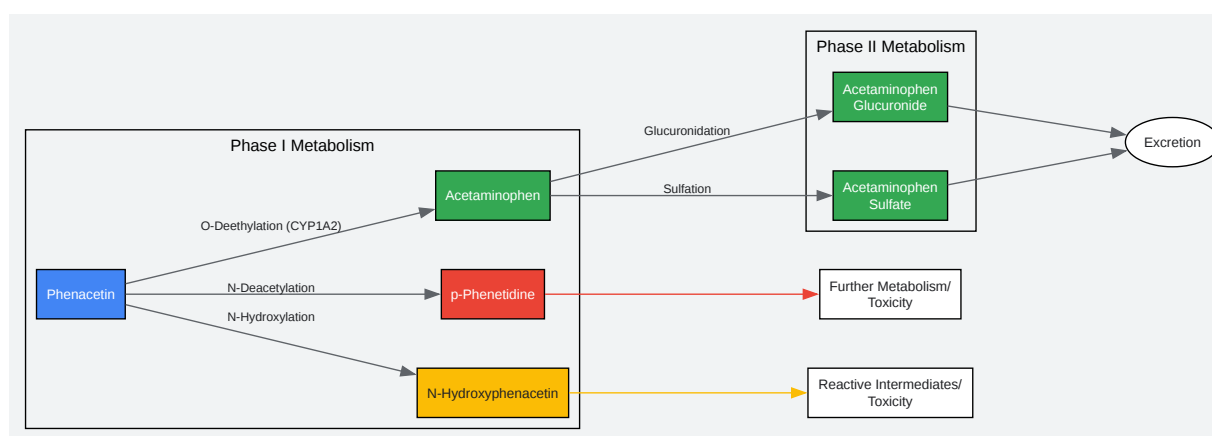 Phase II Metabolism
Acetaminophen
Glucuronide
Glucuronidation
Excretion
Phase I Metabolism
Acetaminophen
Sulfation
Acetaminophen
Sulfate
O-Deethylation (CYP1A2)
Phenacetin
N-Deacetylation
p-Phenetidine
Further Metabolism/
Toxicity
N-Hydroxylation
N-Hydroxyphenacetin
Reactive Intermediates/
Toxicity